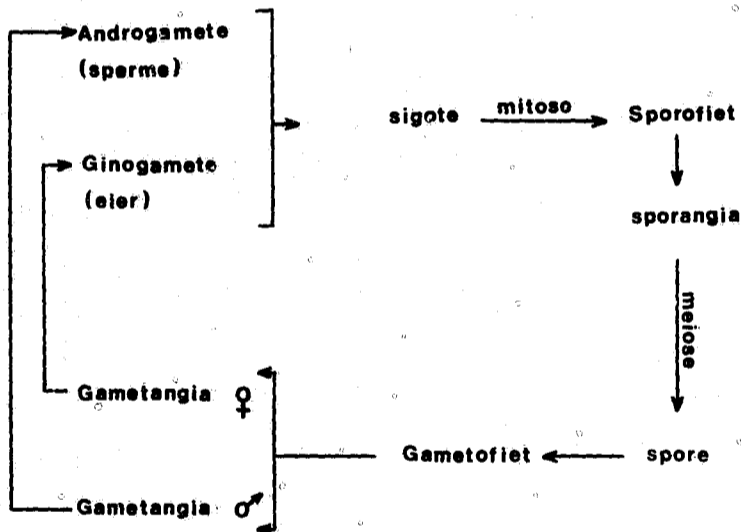 Androgamete
(sperme)
sigote
mitoso
Sporofiet
Ginogamete
(eier)
sporangia
meiose
Gametangia ♀
Gametofiet
spore
Gametangia ♂